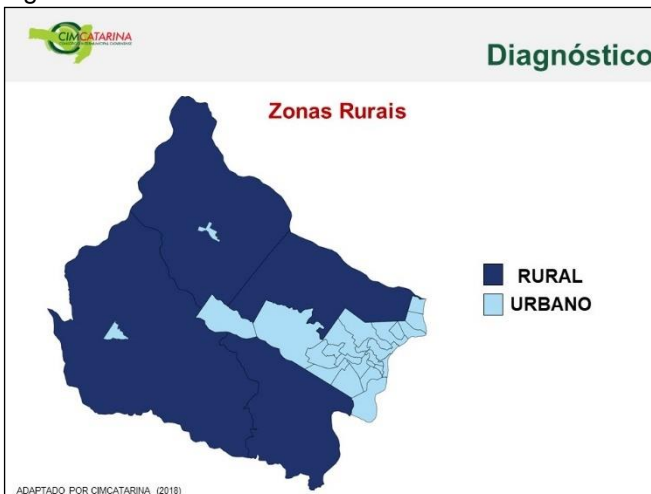 CIMCATARINA
Diagnóstico
Zonas Rurais
RURAL
URBANO
ADAPTADO POR CIMCATARINA (2018)